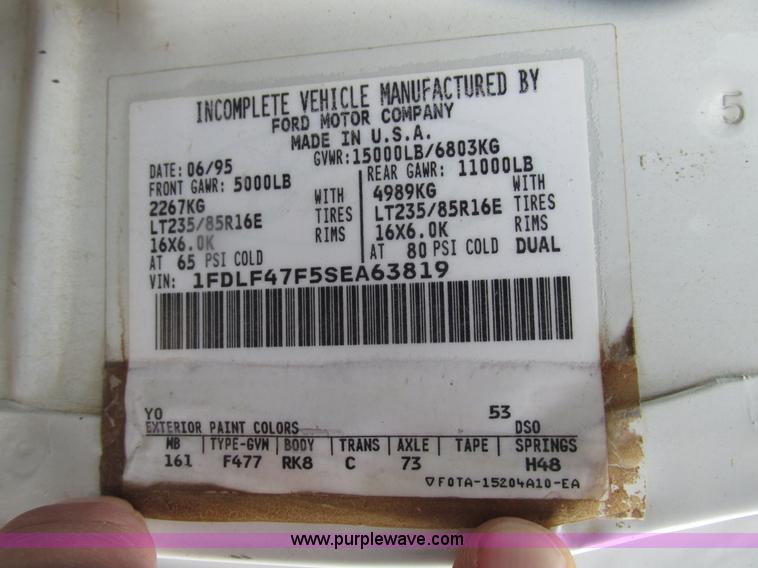 INCOMPLETE VEHICLE MANUFACTURED BY
FORD MOTOR COMPANY
MADE IN U.S.A.
DATE: 06/95 GVWR:15000LB/6803KG
FRONT GAWR: 5000LB REAR GAWR: 11000LB
2267KG WITH 4989KG WITH
LT235/85R16E TIRES LT235/85R16E TIRES
16X6.0K RIMS 16X6.0K RIMS
AT 65 PSI COLD AT 80 PSI COLD DUAL
VIN: 1FDLF47F5SEA63819
YO 53
EXTERIOR PAINT COLORS DSO
WB TYPE-GVW BODY TRANS AXLE TAPE SPRINGS
161 F477 RK8 C 73 H48
▽FOTA-15204A10-EA
5
www.purplewave.com